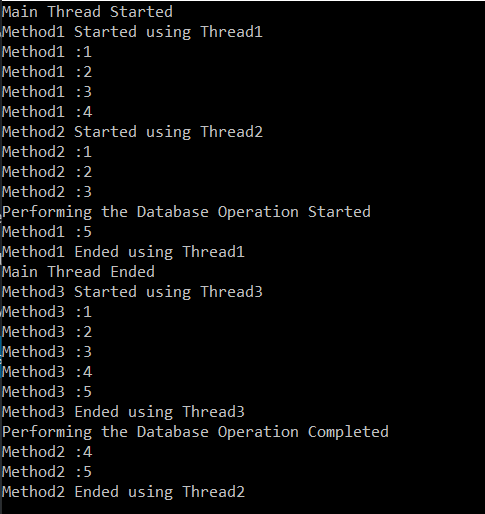 Main Thread Started
Method1 Started using Thread1
Method1 :1
Method1 :2
Method1 :3
Method1 :4
Method2 Started using Thread2
Method2 :1
Method2 :2
Method2 :3
Performing the Database Operation Started
Method1 :5
Method1 Ended using Thread1
Main Thread Ended
Method3 Started using Thread3
Method3 :1
Method3 :2
Method3 :3
Method3 :4
Method3 :5
Method3 Ended using Thread3
Performing the Database Operation Completed
Method2 :4
Method2 :5
Method2 Ended using Thread2